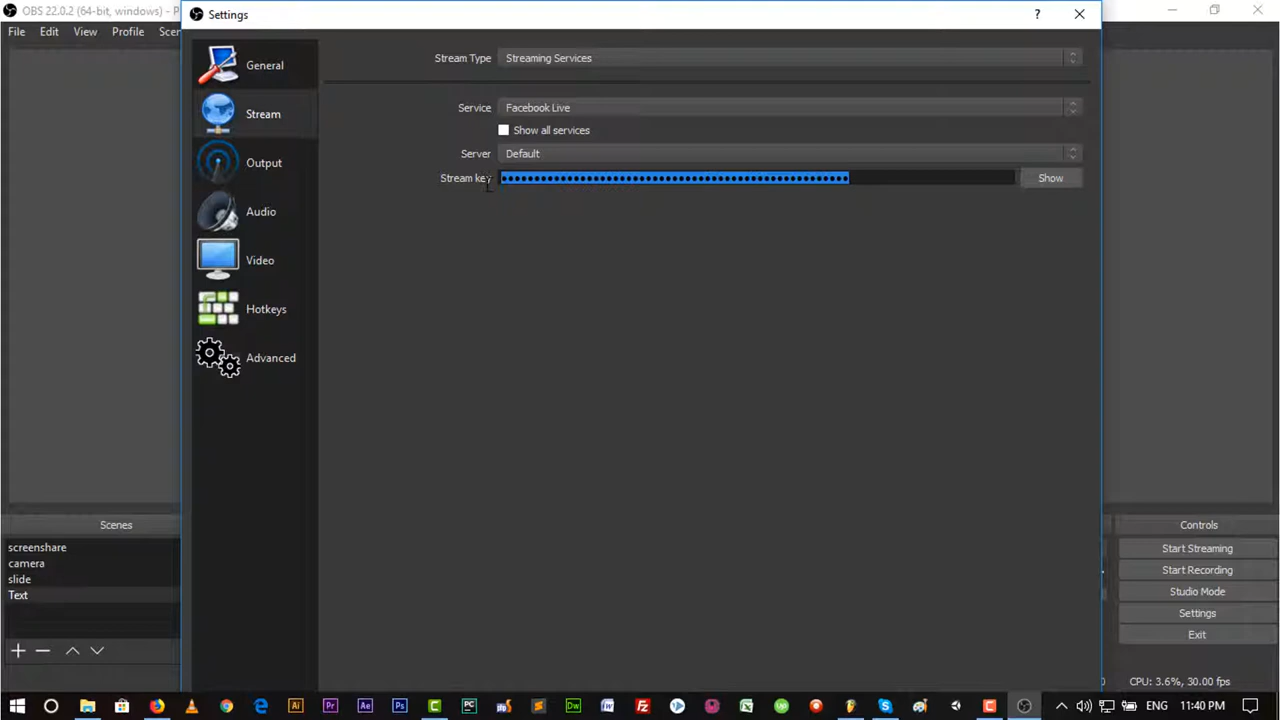 OBS 22.0.2 (64-bit, windows) - P
Settings
?
File Edit View Profile Scen
General
Stream
Output
Audio
Video
Hotkeys
Advanced
Stream Type Streaming Services
Service Facebook Live
Show all services
Server Default
Stream key ●●●●●●●●●●●●●●●●●●●●●●●●●●●●●●●●●●●●●●●●●●●●●●●●●●●●● Show
Scenes
screenshare
camera
slide
Text
Controls
Start Streaming
Start Recording
Studio Mode
Settings
Exit
CPU: 3.6%, 30.00 fps
ENG 11:40 PM